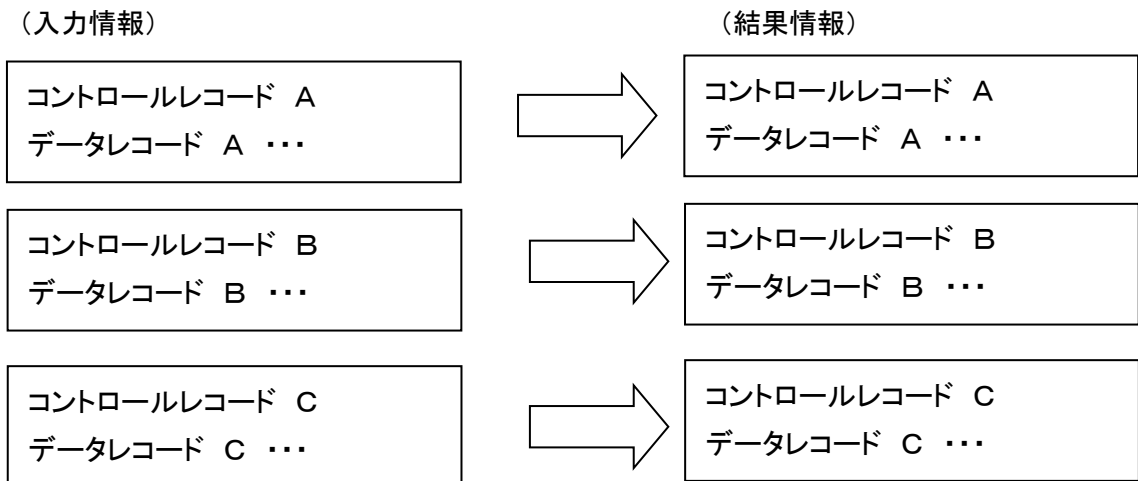 （入力情報）
（結果情報）
コントロールレコード　Ａ
データレコード　Ａ　･･･
コントロールレコード　Ａ
データレコード　Ａ　･･･
コントロールレコード　Ｂ
データレコード　Ｂ　･･･
コントロールレコード　Ｂ
データレコード　Ｂ　･･･
コントロールレコード　Ｃ
データレコード　Ｃ　･･･
コントロールレコード　Ｃ
データレコード　Ｃ　･･･